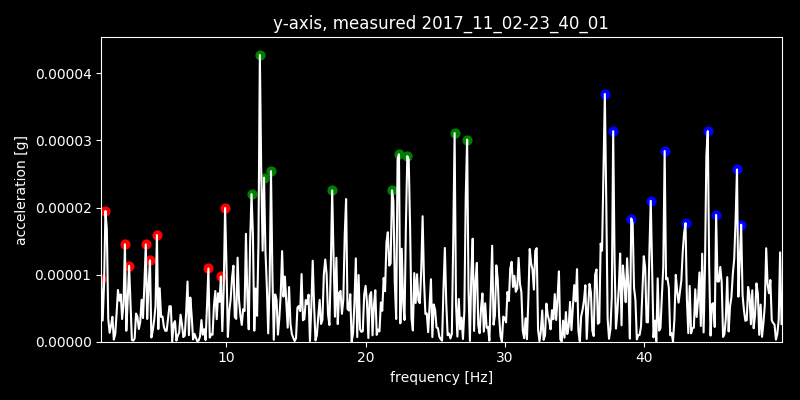 y-axis, measured 2017_11_02-23_40_01
acceleration [g]
0.00004
0.00003
0.00002
0.00001
0.00000
10 20 30 40
frequency [Hz]